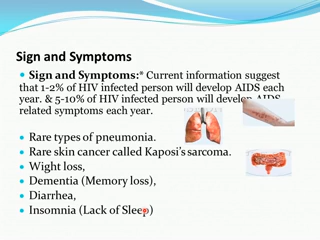 Sign and Symptoms
Sign and Symptoms:* Current information suggest
that 1-2% of HIV infected person will develop AIDS each
year. & 5-10% of HIV infected person will develop AIDS
related symptoms each year.
Rare types of pneumonia.
Rare skin cancer called Kaposi's sarcoma.
Wight loss,
Dementia (Memory loss),
Diarrhea,
Insomnia (Lack of Sleep)